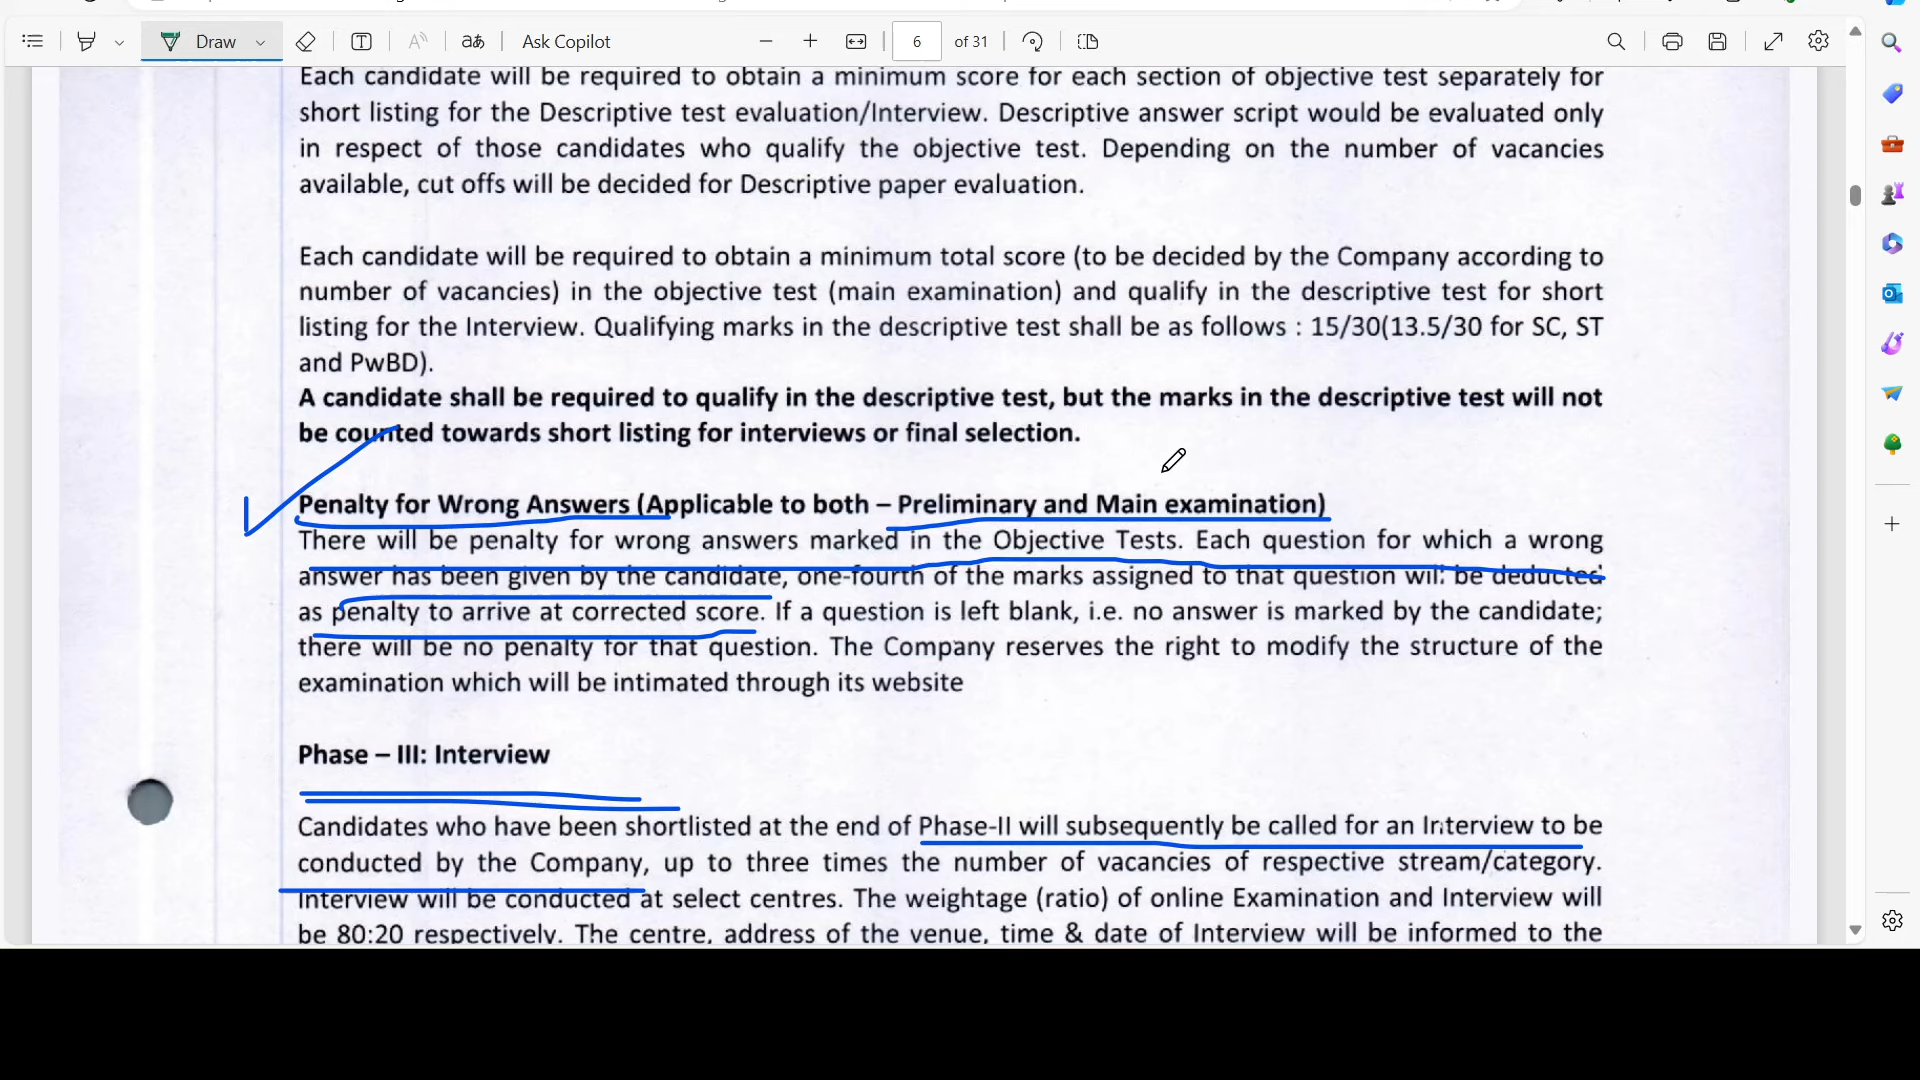 Draw
Ask Copilot
6 of 31
Each candidate will be required to obtain a minimum score for each section of objective test separately for
short listing for the Descriptive test evaluation/Interview. Descriptive answer script would be evaluated only
in respect of those candidates who qualify the objective test. Depending on the number of vacancies
available, cut offs will be decided for Descriptive paper evaluation.
Each candidate will be required to obtain a minimum total score (to be decided by the Company according to
number of vacancies) in the objective test (main examination) and qualify in the descriptive test for short
listing for the Interview. Qualifying marks in the descriptive test shall be as follows : 15/30(13.5/30 for SC, ST
and PwBD).
A candidate shall be required to qualify in the descriptive test, but the marks in the descriptive test will not
be counted towards short listing for interviews or final selection.
Penalty for Wrong Answers (Applicable to both – Preliminary and Main examination)
There will be penalty for wrong answers marked in the Objective Tests. Each question for which a wrong
answer has been given by the candidate, one-fourth of the marks assigned to that question will be deducted
as penalty to arrive at corrected score. If a question is left blank, i.e. no answer is marked by the candidate;
there will be no penalty for that question. The Company reserves the right to modify the structure of the
examination which will be intimated through its website
Phase – III: Interview
Candidates who have been shortlisted at the end of Phase-II will subsequently be called for an Interview to be
conducted by the Company, up to three times the number of vacancies of respective stream/category.
Interview will be conducted at select centres. The weightage (ratio) of online Examination and Interview will
be 80:20 respectively. The centre, address of the venue, time & date of Interview will be informed to the